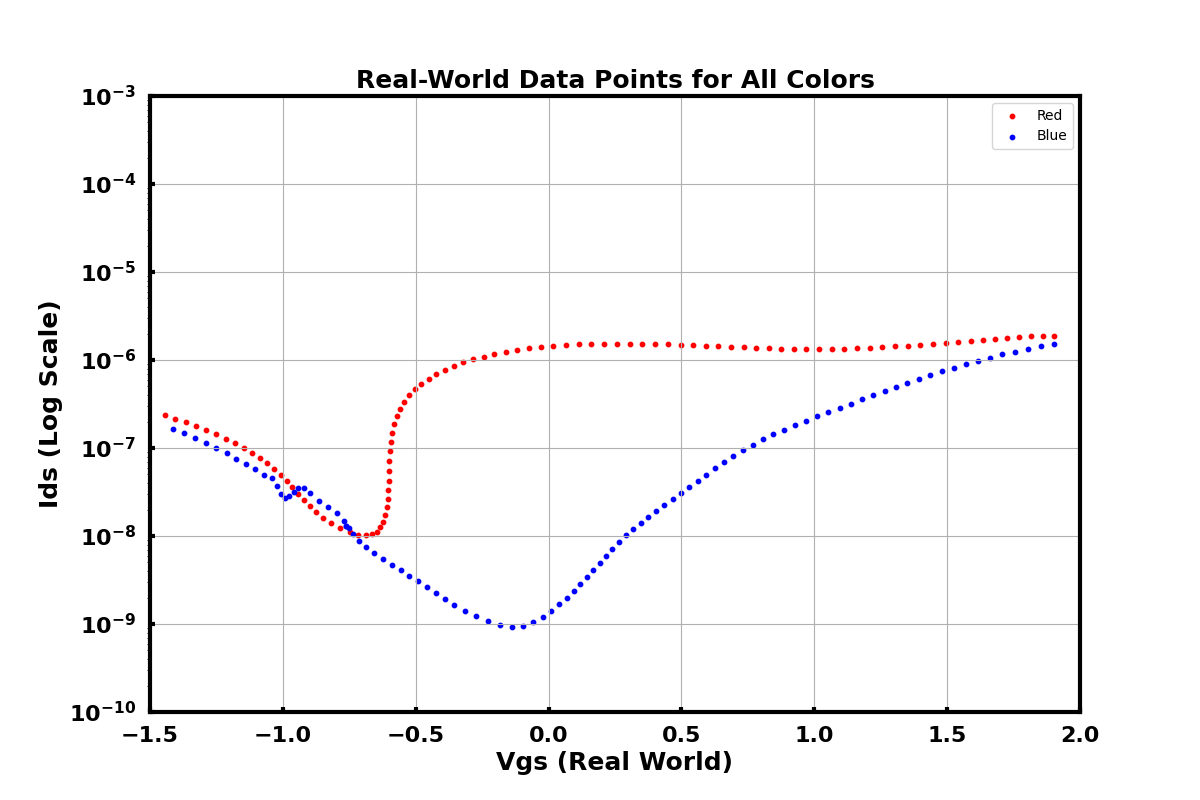 Real-World Data Points for All Colors
Red
Blue
10⁻³
10⁻⁴
10⁻⁵
10⁻⁶
10⁻⁷
10⁻⁸
10⁻⁹
10⁻¹⁰
Ids (Log Scale)
−1.5 −1.0 −0.5 0.0 0.5 1.0 1.5 2.0
Vgs (Real World)